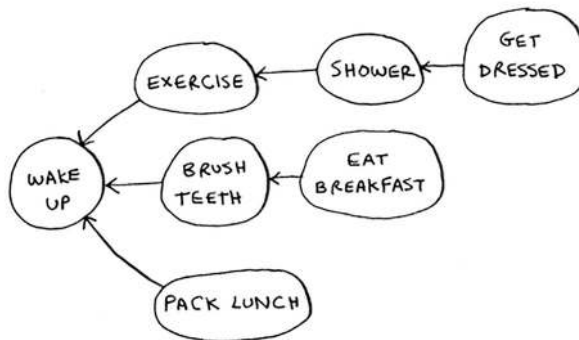 GET
DRESSED
SHOWER
EXERCISE
WAKE
UP
BRUSH
TEETH
EAT
BREAKFAST
PACK LUNCH